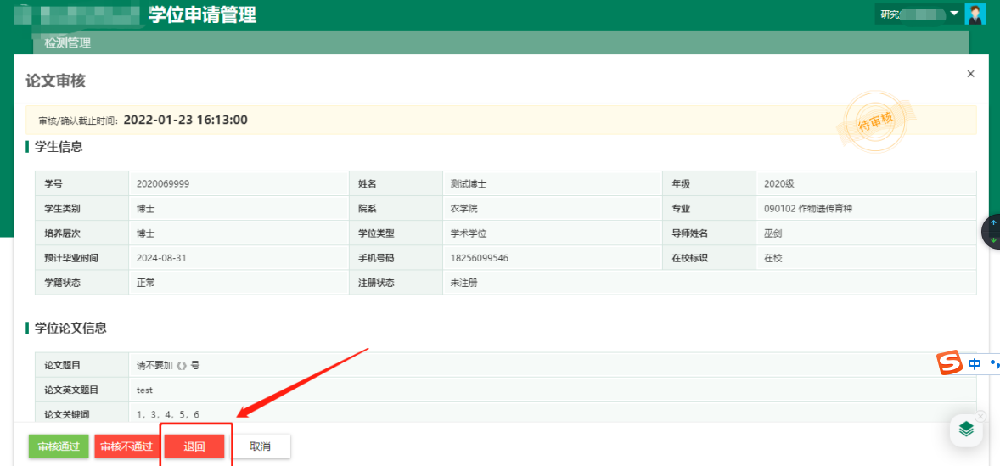 学位申请管理
研究
检测管理
论文审核
×
审核/确认截止时间: 2022-01-23 16:13:00
待审核
学生信息
学号 2020069999 姓名 测试博士 年级 2020级
学生类别 博士 院系 农学院 专业 090102 作物遗传育种
培养层次 博士 学位类型 学术学位 导师姓名 巫剑
预计毕业时间 2024-08-31 手机号码 18256099546 在校标识 在校
学籍状态 正常 注册状态 未注册
学位论文信息
论文题目 请不要加《》号
论文英文题目 test
论文关键词 1, 3, 4, 5, 6
S 中 °,
审核通过 审核不通过 退回 取消